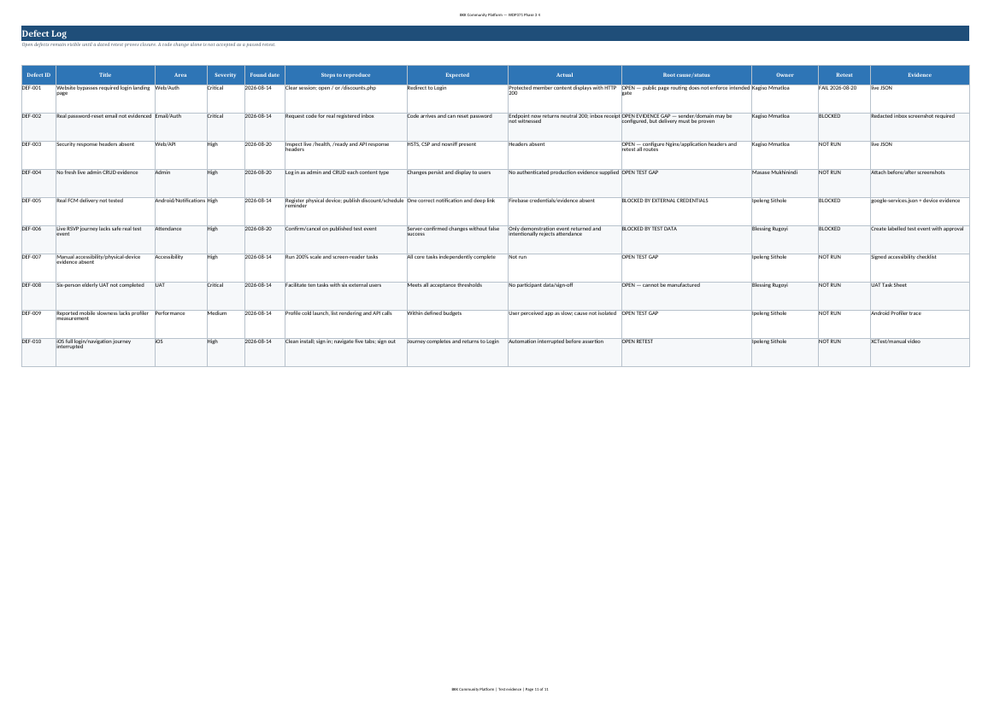 BKK Community Platform — WDP371 Phase 3-4
Defect Log
Open defects remain visible until a dated retest proves closure. A code change alone is not accepted as a passed retest.
Defect ID Title Area Severity Found date Steps to reproduce Expected Actual Root cause/status Owner Retest Evidence
DEF-001 Website bypasses required login landing Web/Auth Critical 2026-08-14 Clear session; open / or /discounts.php Redirect to Login Protected member content displays with HTTP OPEN — public page routing does not enforce intended Kagiso Mmatloa FAIL 2026-08-20 live JSON
page 200 gate
DEF-002 Real password-reset email not evidenced Email/Auth Critical 2026-08-14 Request code for real registered inbox Code arrives and can reset password Endpoint now returns neutral 200; inbox receipt OPEN EVIDENCE GAP — sender/domain may be Kagiso Mmatloa BLOCKED Redacted inbox screenshot required
not witnessed configured, but delivery must be proven
DEF-003 Security response headers absent Web/API High 2026-08-20 Inspect live /health, /ready and API response HSTS, CSP and nosniff present Headers absent OPEN — configure Nginx/application headers and Kagiso Mmatloa NOT RUN live JSON
headers retest all routes
DEF-004 No fresh live admin CRUD evidence Admin High 2026-08-20 Log in as admin and CRUD each content type Changes persist and display to users No authenticated production evidence supplied OPEN TEST GAP Masase Mukhinindi NOT RUN Attach before/after screenshots
DEF-005 Real FCM delivery not tested Android/Notifications High 2026-08-14 Register physical device; publish discount/schedule One correct notification and deep link Firebase credentials/evidence absent BLOCKED BY EXTERNAL CREDENTIALS Ipeleng Sithole BLOCKED google-services.json + device evidence
reminder
DEF-006 Live RSVP journey lacks safe real test Attendance High 2026-08-20 Confirm/cancel on published test event Server-confirmed changes without false Only demonstration event returned and BLOCKED BY TEST DATA Blessing Rugoyi BLOCKED Create labelled test event with approval
event success intentionally rejects attendance
DEF-007 Manual accessibility/physical-device Accessibility High 2026-08-14 Run 200% scale and screen-reader tasks All core tasks independently complete Not run OPEN TEST GAP Ipeleng Sithole NOT RUN Signed accessibility checklist
evidence absent
DEF-008 Six-person elderly UAT not completed UAT Critical 2026-08-14 Facilitate ten tasks with six external users Meets all acceptance thresholds No participant data/sign-off OPEN — cannot be manufactured Blessing Rugoyi NOT RUN UAT Task Sheet
DEF-009 Reported mobile slowness lacks profiler Performance Medium 2026-08-14 Profile cold launch, list rendering and API calls Within defined budgets User perceived app as slow; cause not isolated OPEN TEST GAP Ipeleng Sithole NOT RUN Android Profiler trace
measurement
DEF-010 iOS full login/navigation journey iOS High 2026-08-14 Clean install; sign in; navigate five tabs; sign out Journey completes and returns to Login Automation interrupted before assertion OPEN RETEST Ipeleng Sithole NOT RUN XCTest/manual video
interrupted
BKK Community Platform | Test evidence | Page 11 of 11